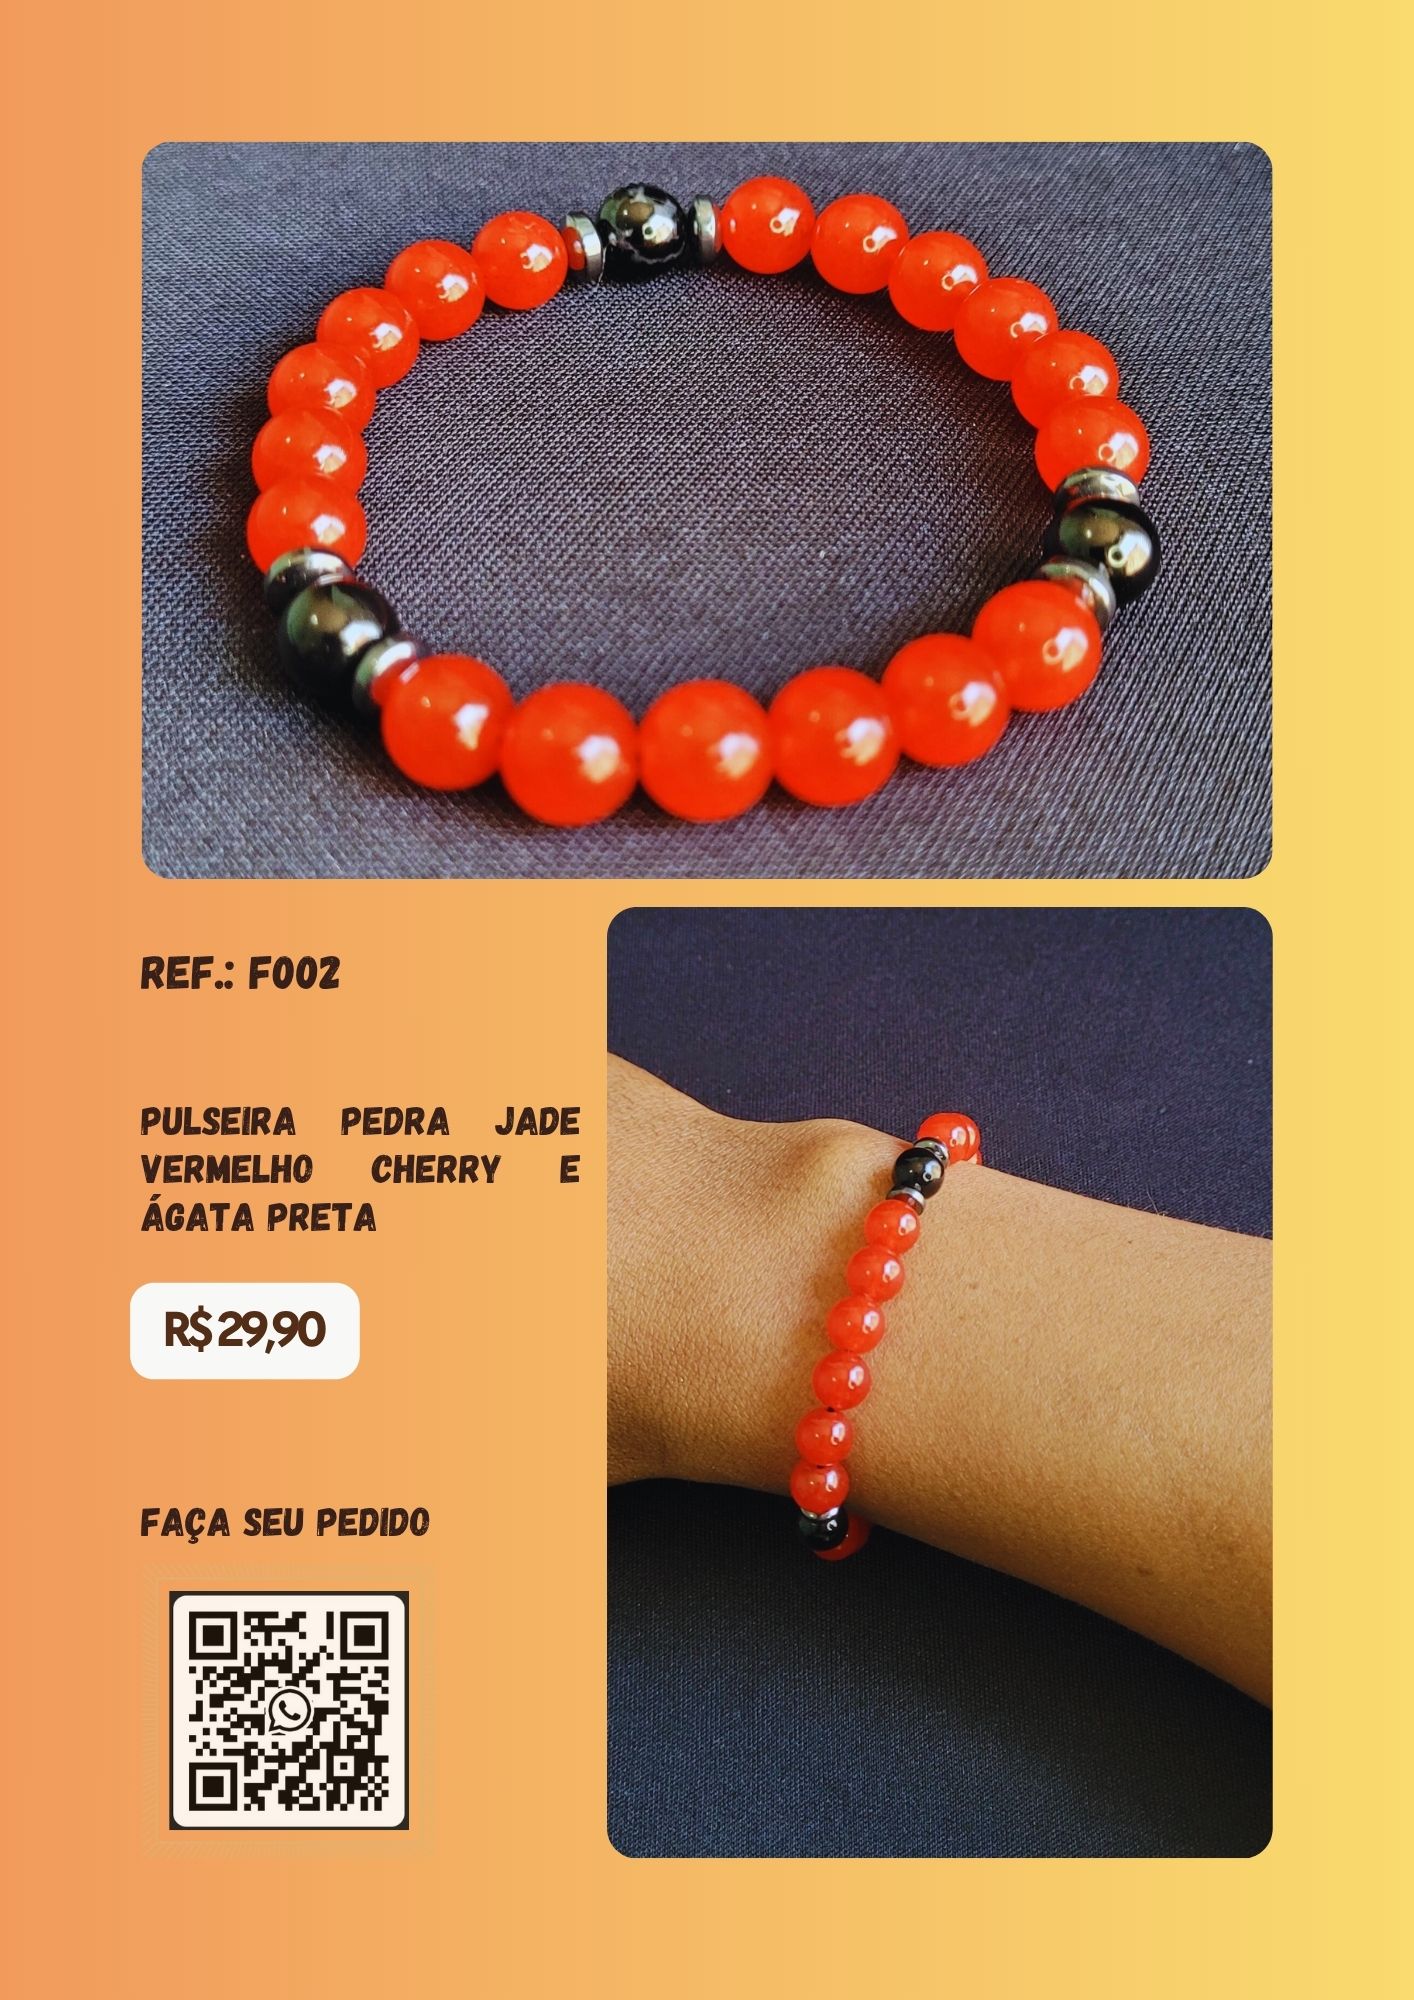 REF.: F002
PULSEIRA PEDRA JADE
VERMELHO CHERRY E
ÁGATA PRETA
R$ 29,90
FAÇA SEU PEDIDO